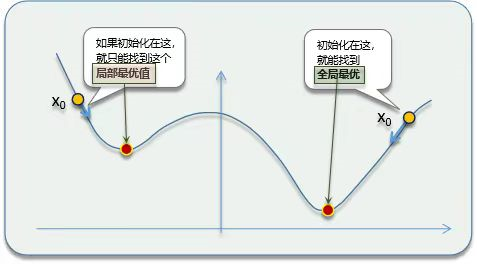 如果初始化在这，
就只能找到这个
局部最优值
初始化在这，
就能找到
全局最优
X₀
X₀